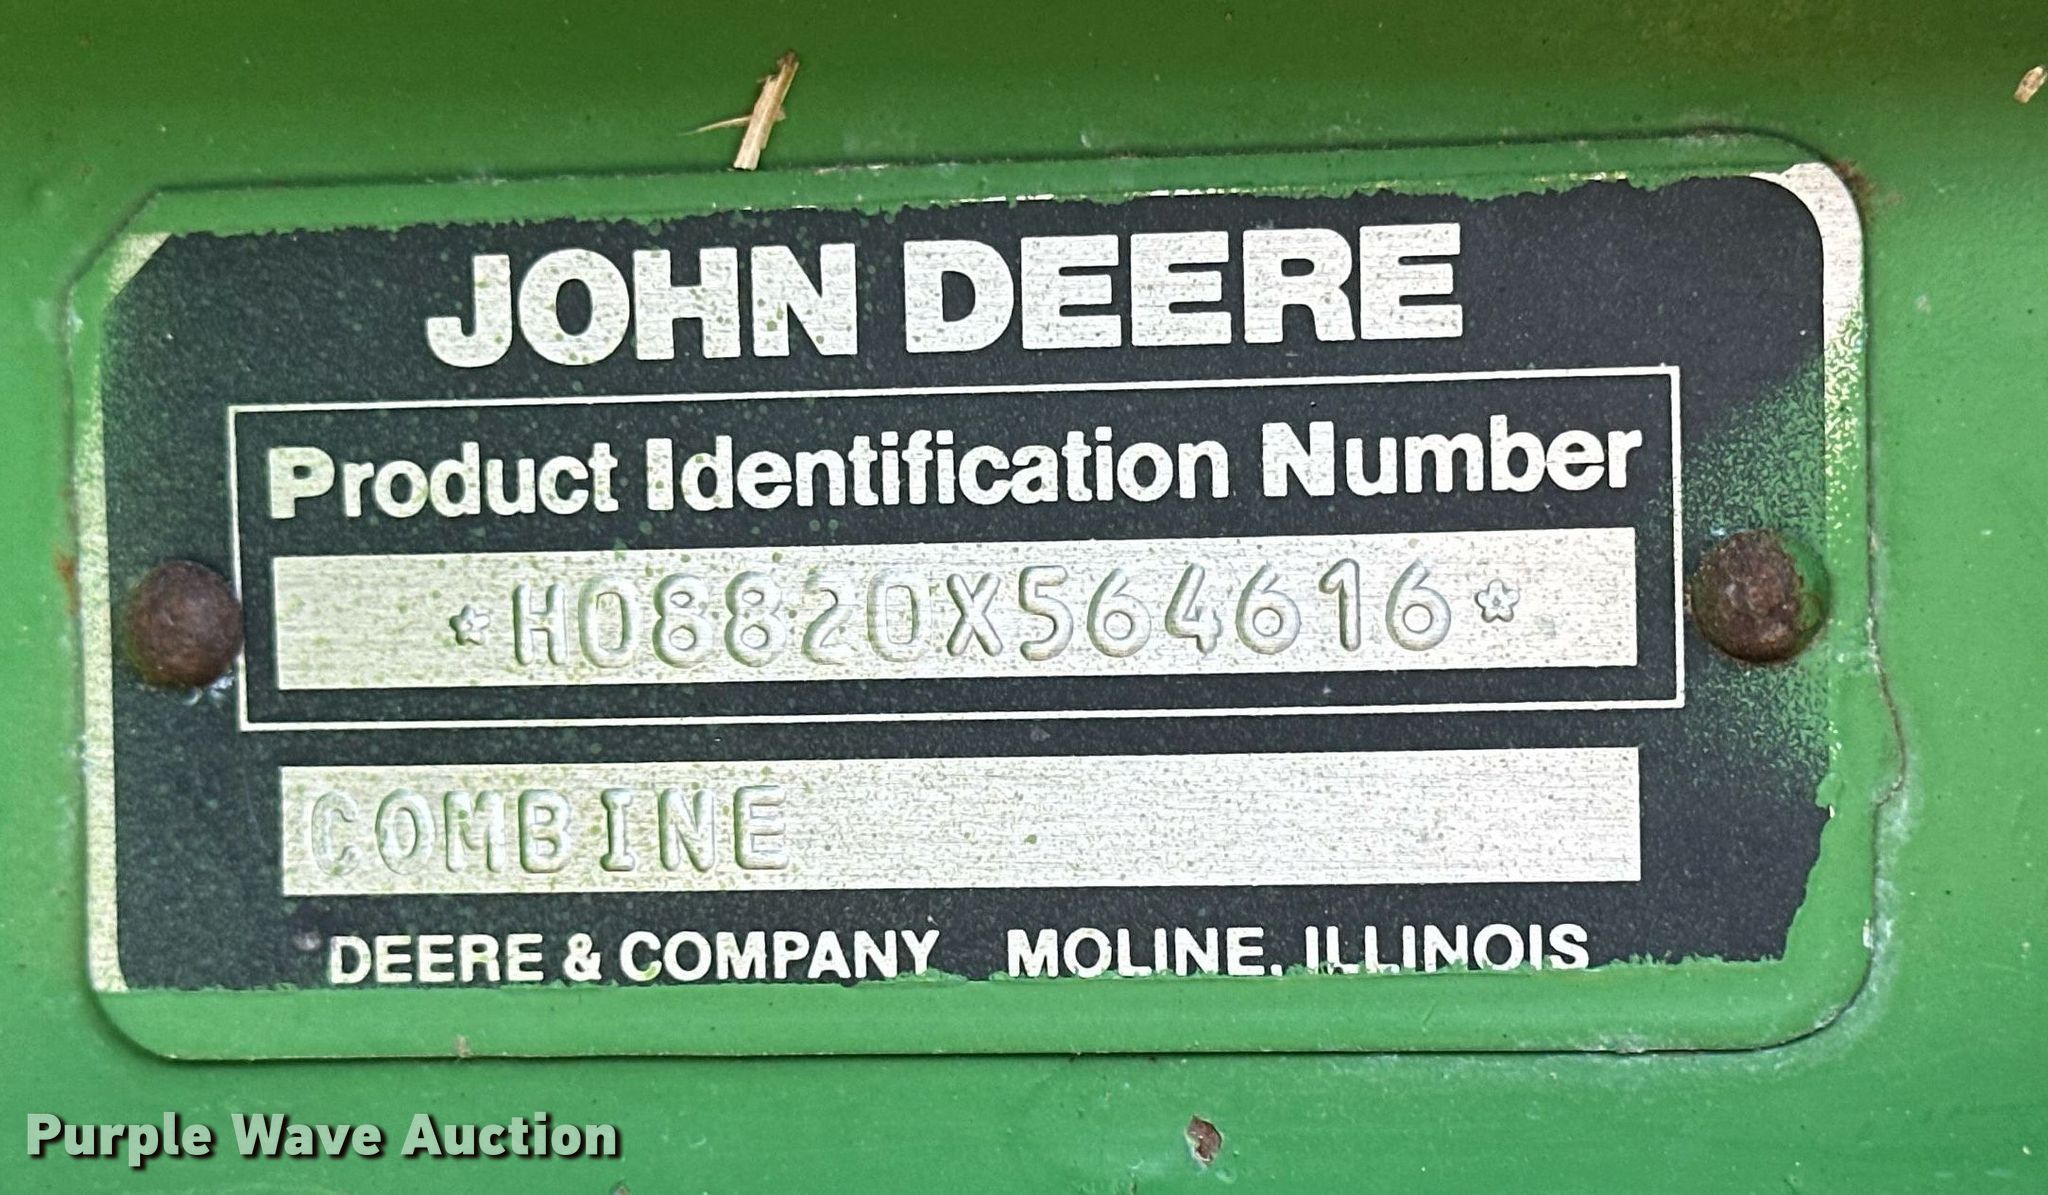 JOHN DEERE
Product Identification Number
*H08820X564616*
COMBINE
DEERE & COMPANY MOLINE, ILLINOIS
Purple Wave Auction